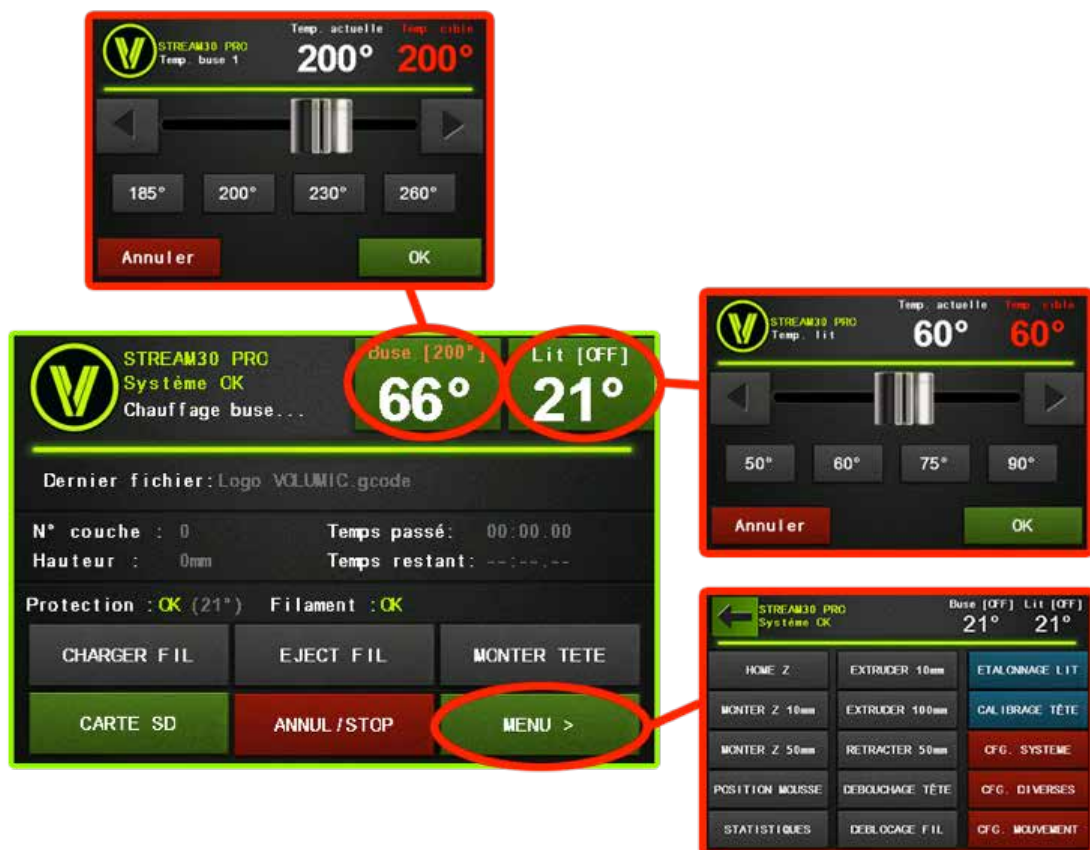 Temp. actuelle Temp. cible
STREAM30 PRO
Temp. buse 1
200° 200°
185° 200° 230° 260°
Annuler OK
STREAM30 PRO
Système OK
Chauffage buse...
Buse [200°] Lit [OFF]
66° 21°
Dernier fichier: Logo VOLUMIC.gcode
N° couche : 0 Temps passé: 00:00.00
Hauteur : 0mm Temps restant: --:--.--
Protection :OK (21°) Filament :OK
CHARGER FIL EJECT FIL MONTER TETE
CARTE SD ANNUL/STOP MENU >
Temp. actuelle Temp. cible
STREAM30 PRO
Temp. lit
60° 60°
50° 60° 75° 90°
Annuler OK
STREAM30 PRO
Système OK
Buse [OFF] Lit [OFF]
21° 21°
HOME Z EXTRUDER 10mm ETALONNAGE LIT
MONTER Z 10mm EXTRUDER 100mm CALIBRAGE TÊTE
MONTER Z 50mm RETRACTER 50mm CFG. SYSTEME
POSITION MOUSSE DEBOUCHAGE TÊTE CFG. DIVERSES
STATISTIQUES DEBLOCAGE FIL CFG. MOUVEMENT